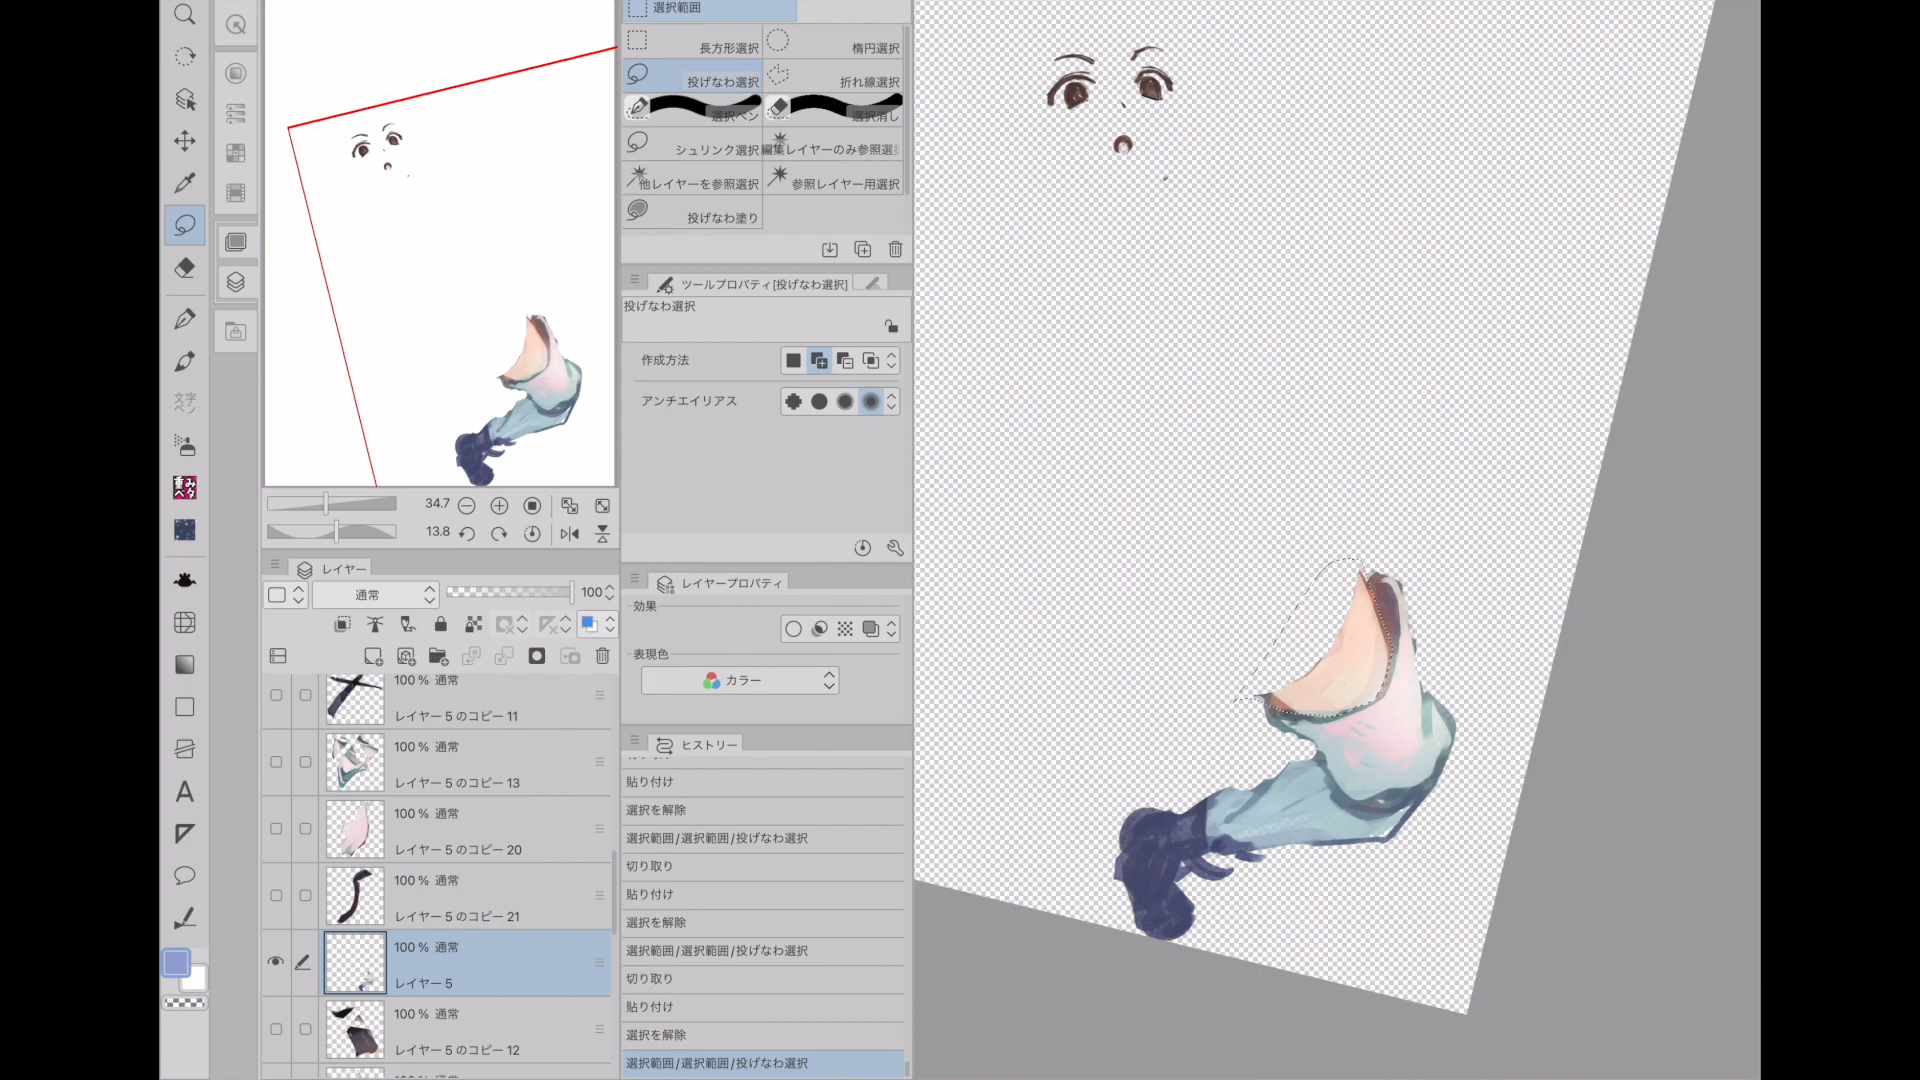 選択範囲
長方形選択
楕円選択
投げなわ選択
折れ線選択
選択ペン
選択消し
シュリンク選択
編集レイヤーのみ参照選
他レイヤーを参照選択
参照レイヤー用選択
投げなわ塗り
ツールプロパティ[投げなわ選択]
投げなわ選択
作成方法
アンチエイリアス
文字
ペン
34.7
13.8
レイヤー
通常
100
100 % 通常
レイヤー 5 のコピー 11
100 % 通常
レイヤー 5 のコピー 13
100 % 通常
レイヤー 5 のコピー 20
100 % 通常
レイヤー 5 のコピー 21
100 % 通常
レイヤー 5
100 % 通常
レイヤー 5 のコピー 12
レイヤープロパティ
効果
表現色
カラー
ヒストリー
貼り付け
選択を解除
選択範囲/選択範囲/投げなわ選択
切り取り
貼り付け
選択を解除
選択範囲/選択範囲/投げなわ選択
切り取り
貼り付け
選択を解除
選択範囲/選択範囲/投げなわ選択